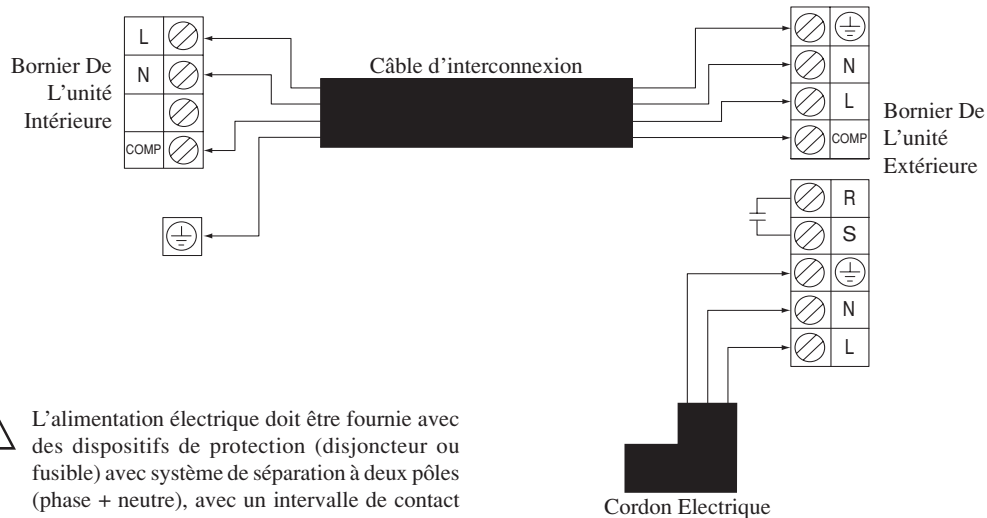 L
N
COMP
Bornier De
L'unité
Intérieure
Câble d'interconnexion
N
L
COMP
Bornier De
L'unité
Extérieure
R
S
N
L
L'alimentation électrique doit être fournie avec
des dispositifs de protection (disjoncteur ou
fusible) avec système de séparation à deux pôles
(phase + neutre), avec un intervalle de contact
Cordon Electrique